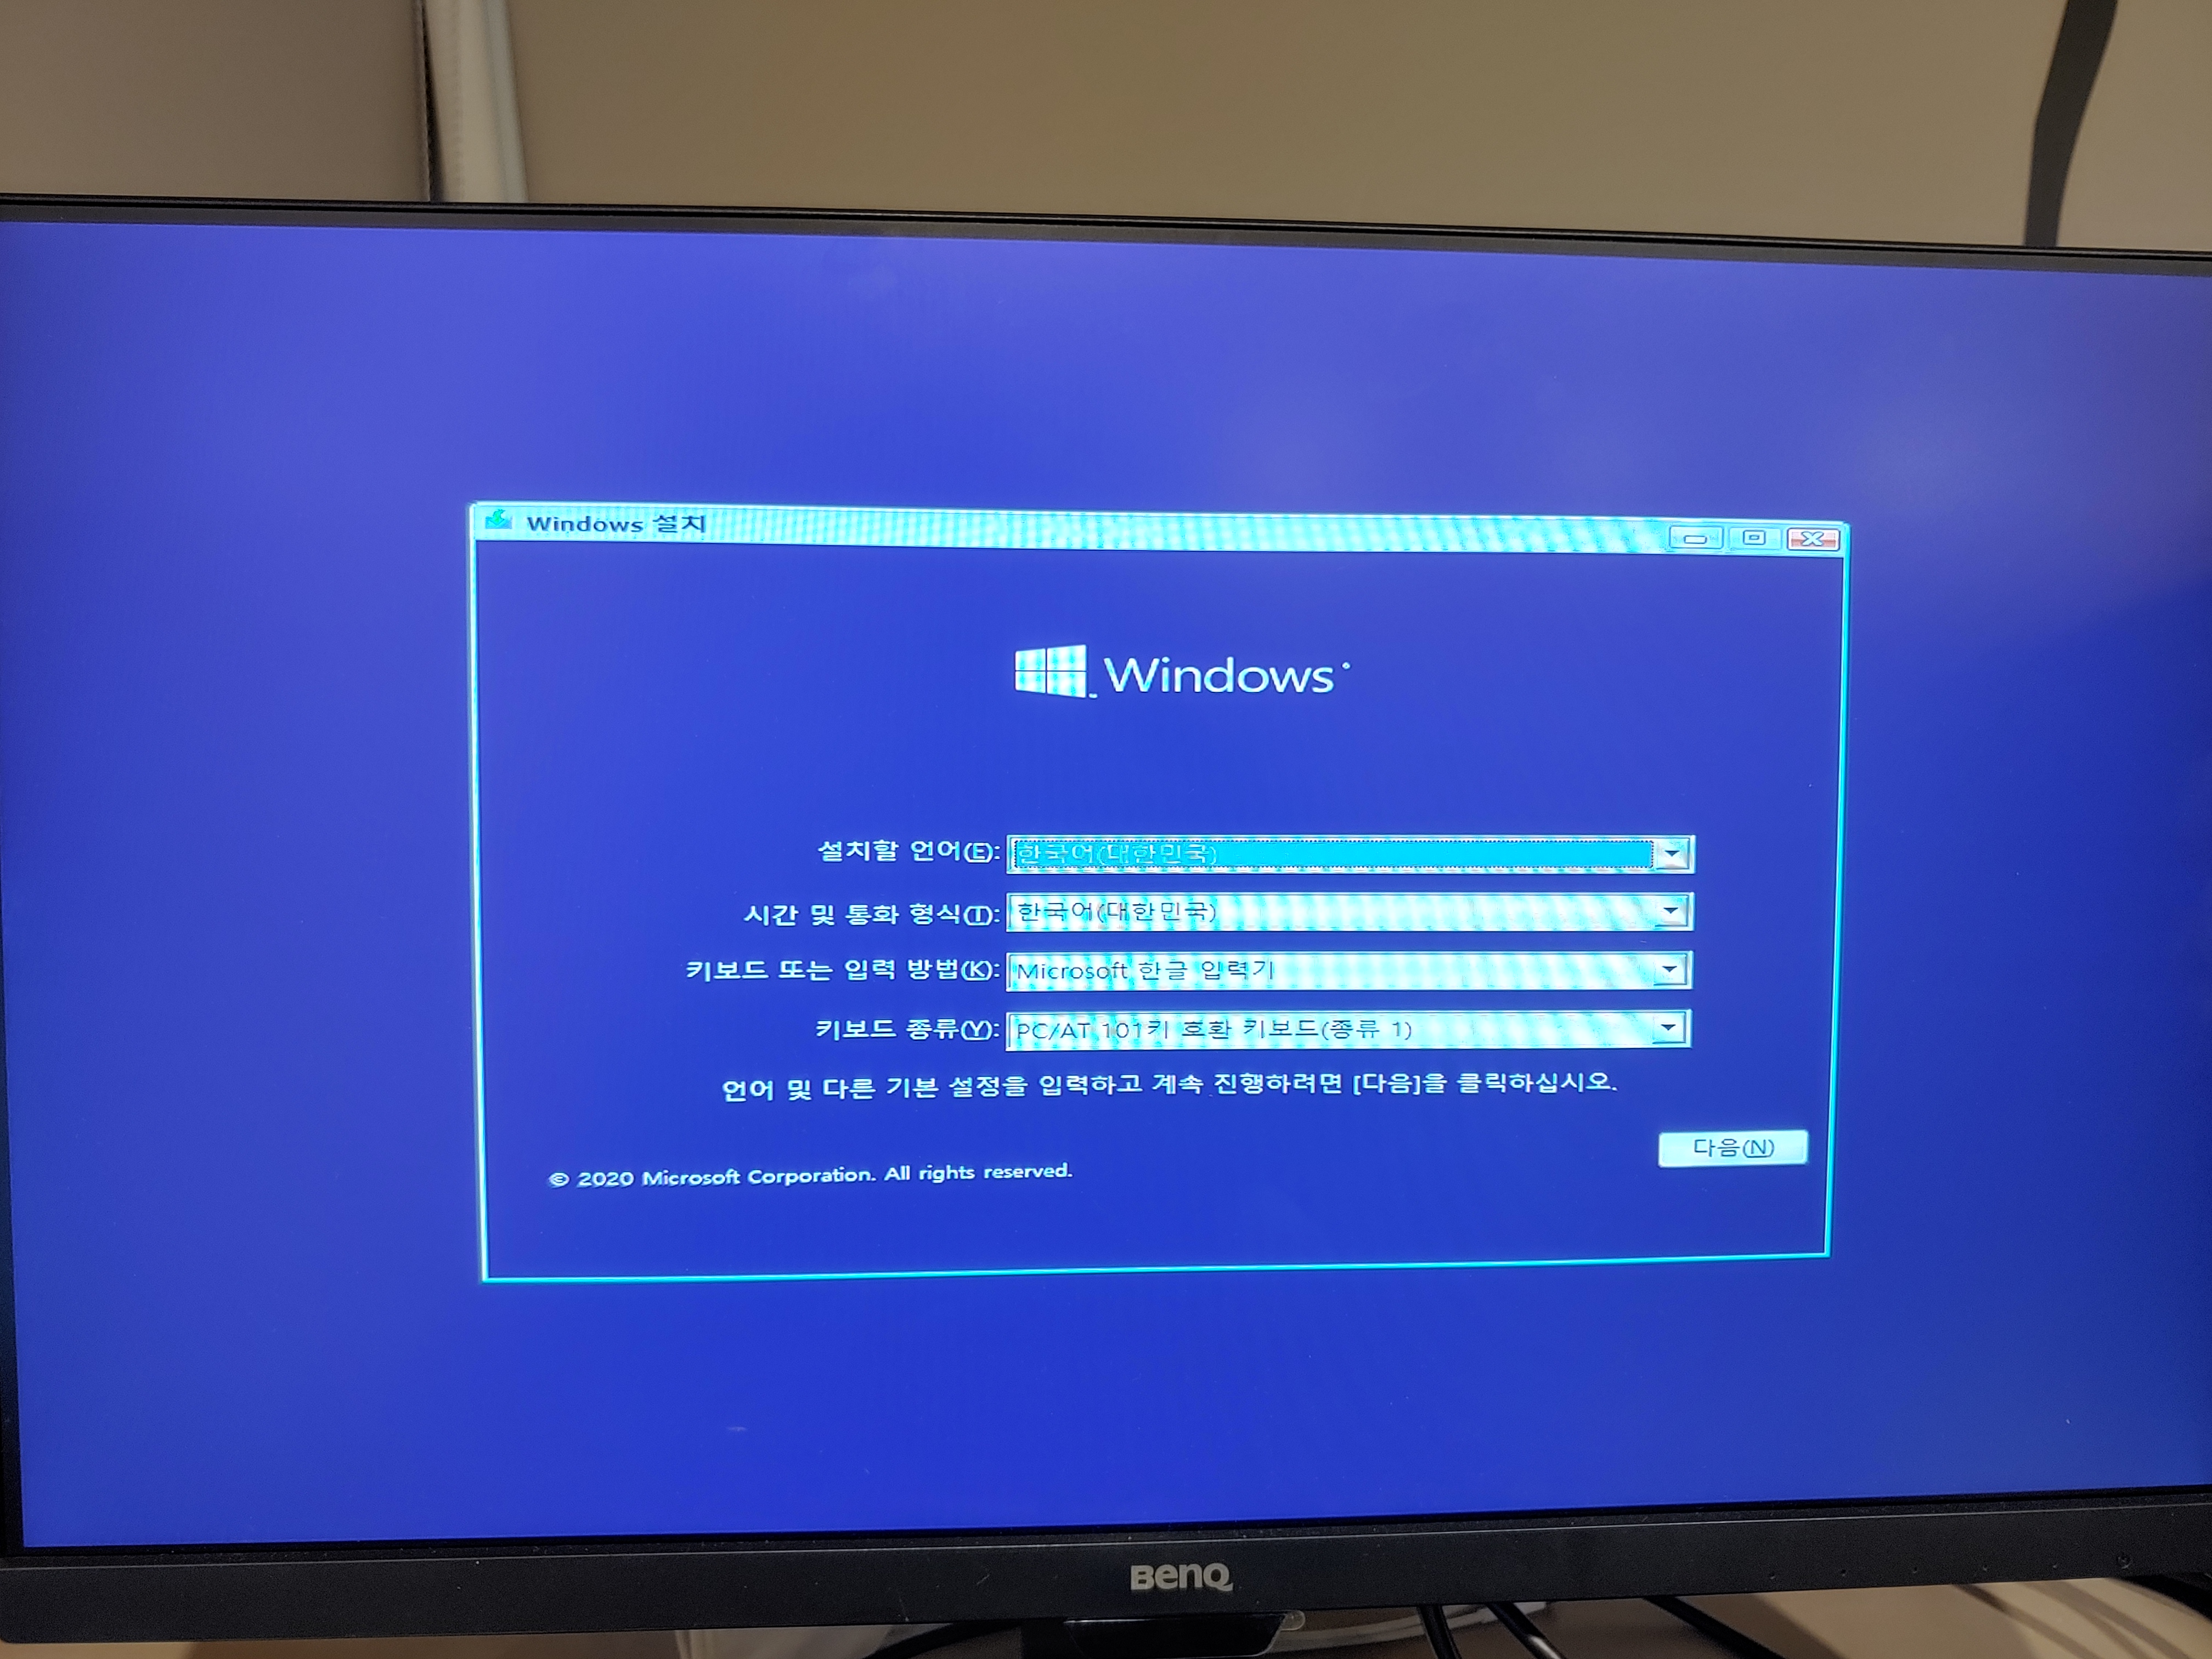 Windows 설치
Windows
설치할 언어(E): 한국어(대한민국)
시간 및 통화 형식(T): 한국어(대한민국)
키보드 또는 입력 방법(K): Microsoft 한글 입력기
키보드 종류(Y): PC/AT 101키 호환 키보드(종류 1)
언어 및 다른 기본 설정을 입력하고 계속 진행하려면 [다음]을 클릭하십시오.
다음(N)
© 2020 Microsoft Corporation. All rights reserved.
BenQ